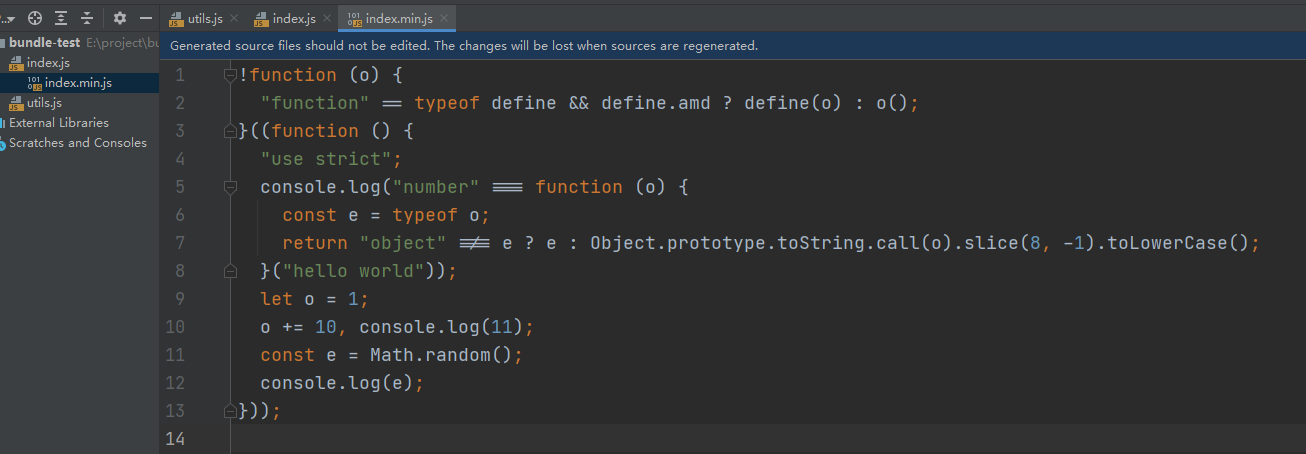 utils.js
index.js
index.min.js
Generated source files should not be edited. The changes will be lost when sources are regenerated.
bundle-test E:\project\bu
index.js
index.min.js
utils.js
External Libraries
Scratches and Consoles
1 !function (o) {
2 "function" == typeof define && define.amd ? define(o) : o();
3 }((function () {
4 "use strict";
5 console.log("number" === function (o) {
6 const e = typeof o;
7 return "object" !== e ? e : Object.prototype.toString.call(o).slice(8, -1).toLowerCase();
8 }("hello world"));
9 let o = 1;
10 o += 10, console.log(11);
11 const e = Math.random();
12 console.log(e);
13 }));
14